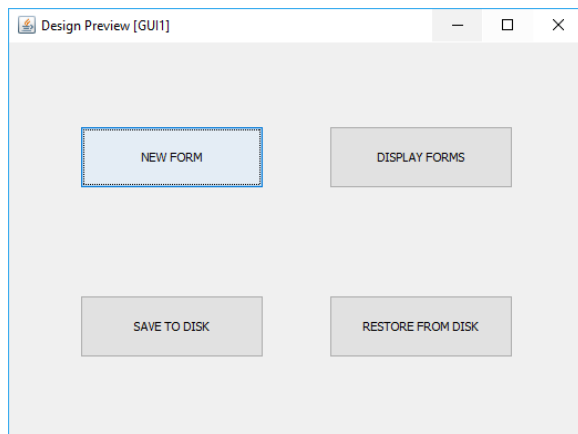 Design Preview [GUI1]
NEW FORM
DISPLAY FORMS
SAVE TO DISK
RESTORE FROM DISK